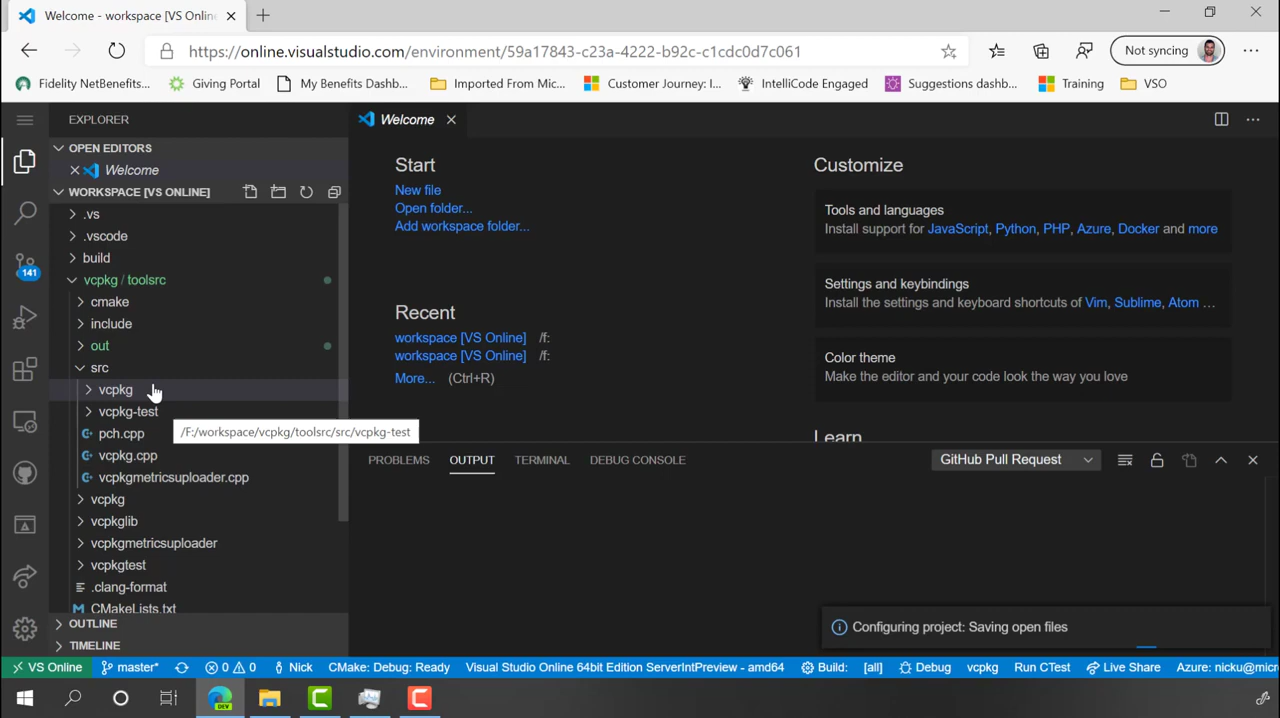 Welcome - workspace [VS Onlin
https://online.visualstudio.com/environment/59a17843-c23a-4222-b92c-c1cdc0d7c061
Not syncing
Fidelity NetBenefits...
Giving Portal
My Benefits Dashb...
Imported From Mic...
Customer Journey: I...
IntelliCode Engaged
Suggestions dashb...
Training
VSO
EXPLORER
OPEN EDITORS
Welcome
WORKSPACE [VS ONLINE]
.vs
.vscode
build
vcpkg / toolsrc
cmake
include
out
src
vcpkg
vcpkg-test
/F:/workspace/vcpkg/toolsrc/src/vcpkg-test
pch.cpp
vcpkg.cpp
vcpkgmetricsuploader.cpp
vcpkg
vcpkglib
vcpkgmetricsuploader
vcpkgtest
.clang-format
CMakeLists.txt
OUTLINE
TIMELINE
141
Welcome
Start
New file
Open folder...
Add workspace folder...
Recent
workspace [VS Online] /f:
workspace [VS Online] /f:
More... (Ctrl+R)
Customize
Tools and languages
Install support for JavaScript, Python, PHP, Azure, Docker and more
Settings and keybindings
Install the settings and keyboard shortcuts of Vim, Sublime, Atom ...
Color theme
Make the editor and your code look the way you love
Learn
PROBLEMS OUTPUT TERMINAL DEBUG CONSOLE
GitHub Pull Request
Configuring project: Saving open files
VS Online master* 0 0 Nick CMake: Debug: Ready Visual Studio Online 64bit Edition ServerIntPreview - amd64 Build: [all] Debug vcpkg Run CTest Live Share Azure: nicku@micr
DEV